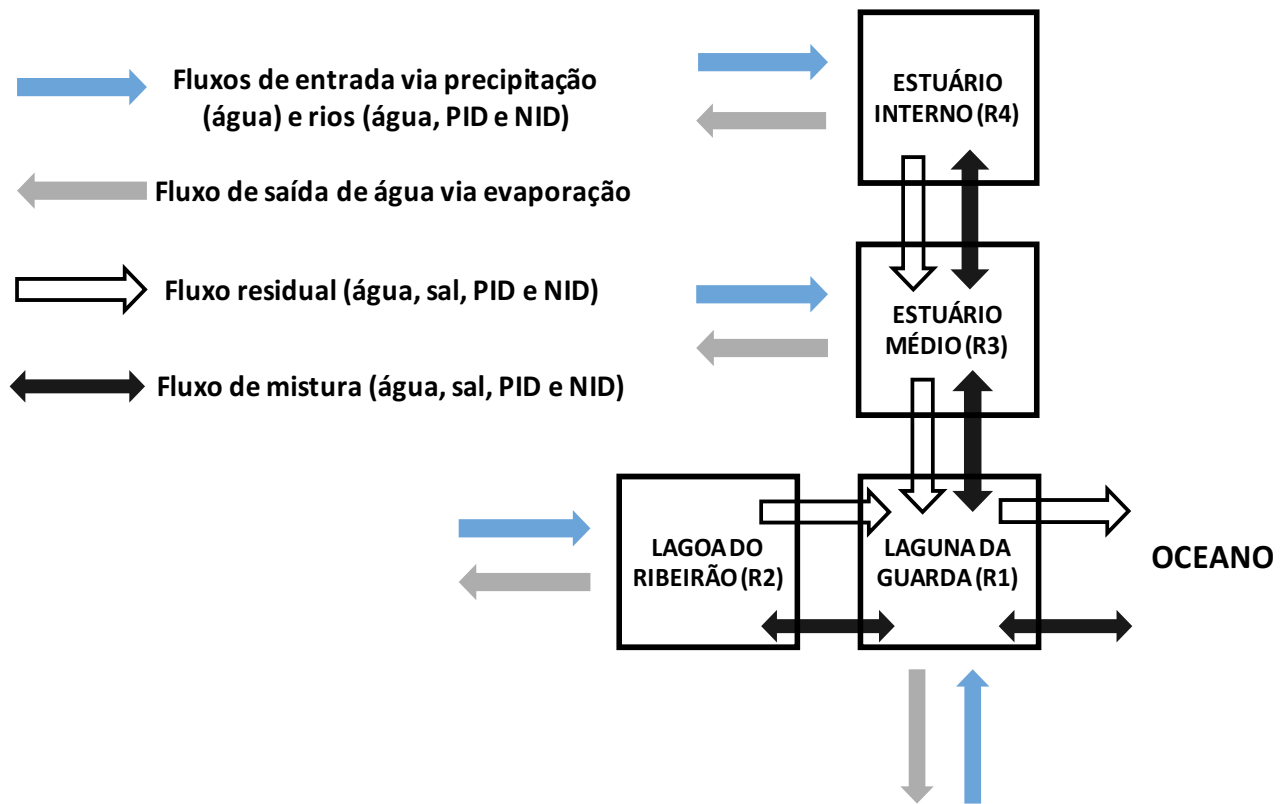 Fluxos de entrada via precipitação
(água) e rios (água, PID e NID)
Fluxo de saída de água via evaporação
Fluxo residual (água, sal, PID e NID)
Fluxo de mistura (água, sal, PID e NID)
ESTUÁRIO
INTERNO (R4)
ESTUÁRIO
MÉDIO (R3)
LAGOA DO
RIBEIRÃO (R2)
LAGUNA DA
GUARDA (R1)
OCEANO